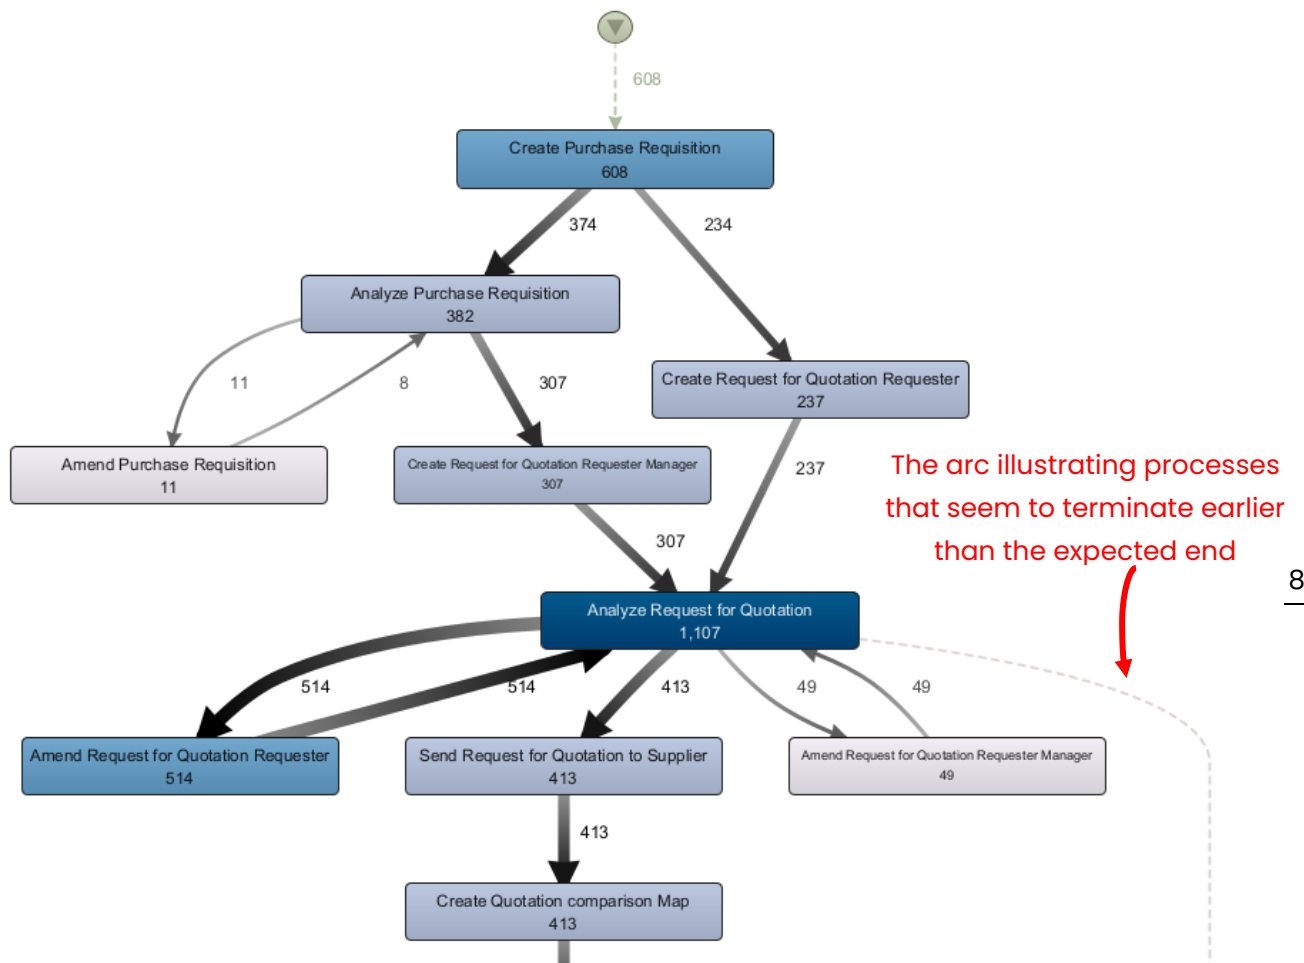 608
Create Purchase Requisition
608
374
234
Analyze Purchase Requisition
382
11
8
307
Create Request for Quotation Requester
237
Amend Purchase Requisition
11
Create Request for Quotation Requester Manager
307
237
The arc illustrating processes
that seem to terminate earlier
than the expected end
307
8
Analyze Request for Quotation
1,107
514
514
413
49
49
Amend Request for Quotation Requester
514
Send Request for Quotation to Supplier
413
Amend Request for Quotation Requester Manager
49
413
Create Quotation comparison Map
413